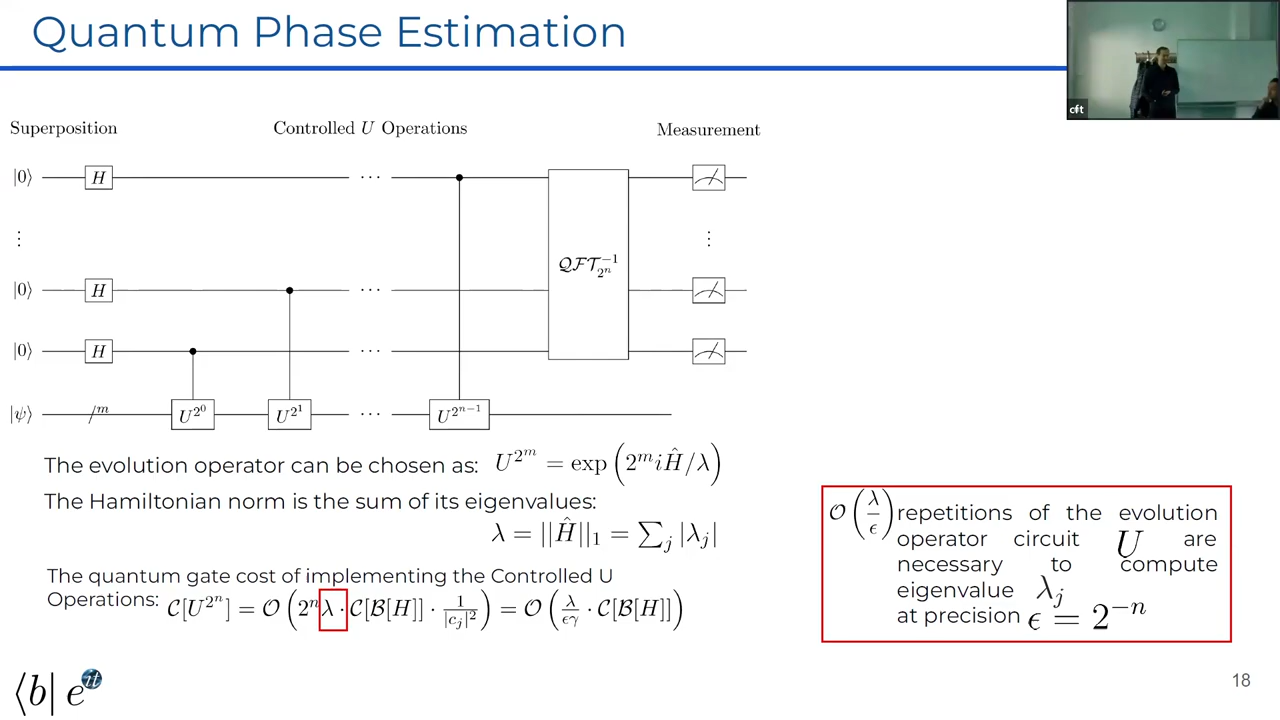 Quantum Phase Estimation
cft
Superposition Controlled U Operations Measurement
|0⟩ H ⋯
⋮ ⋮
QFT⁻¹_{2ⁿ}
|0⟩ H ⋯
|0⟩ H ⋯
|ψ⟩ /m U^{2^0} U^{2^1} ⋯ U^{2^{n-1}}
The evolution operator can be chosen as: U^{2^m} = exp(2^m iĤ/λ)
The Hamiltonian norm is the sum of its eigenvalues:
λ = ||Ĥ||₁ = ∑_j |λ_j|
The quantum gate cost of implementing the Controlled U
Operations: C[U^{2^n}] = O(2ⁿλ · C[B[H]] · 1/|c_j|²) = O(λ/(εγ) · C[B[H]])
O(λ/ϵ) repetitions of the evolution
operator circuit U are
necessary to compute
eigenvalue λ_j
at precision ϵ = 2^{-n}
⟨b| e^{it}
18